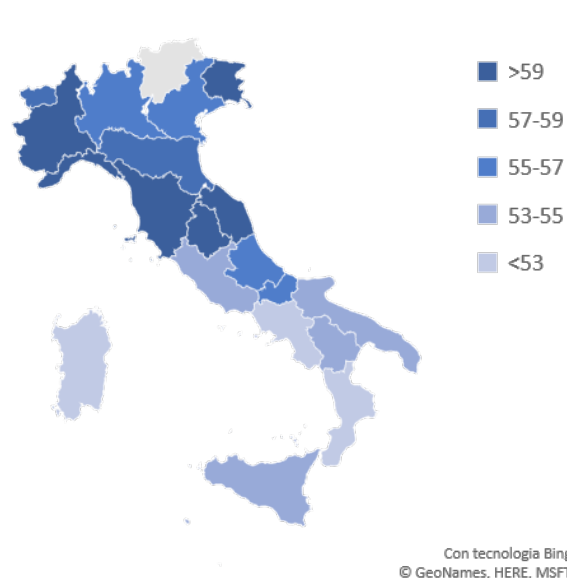 >59
57-59
55-57
53-55
<53
Con tecnologia Bing
© GeoNames, HERE, MSFT